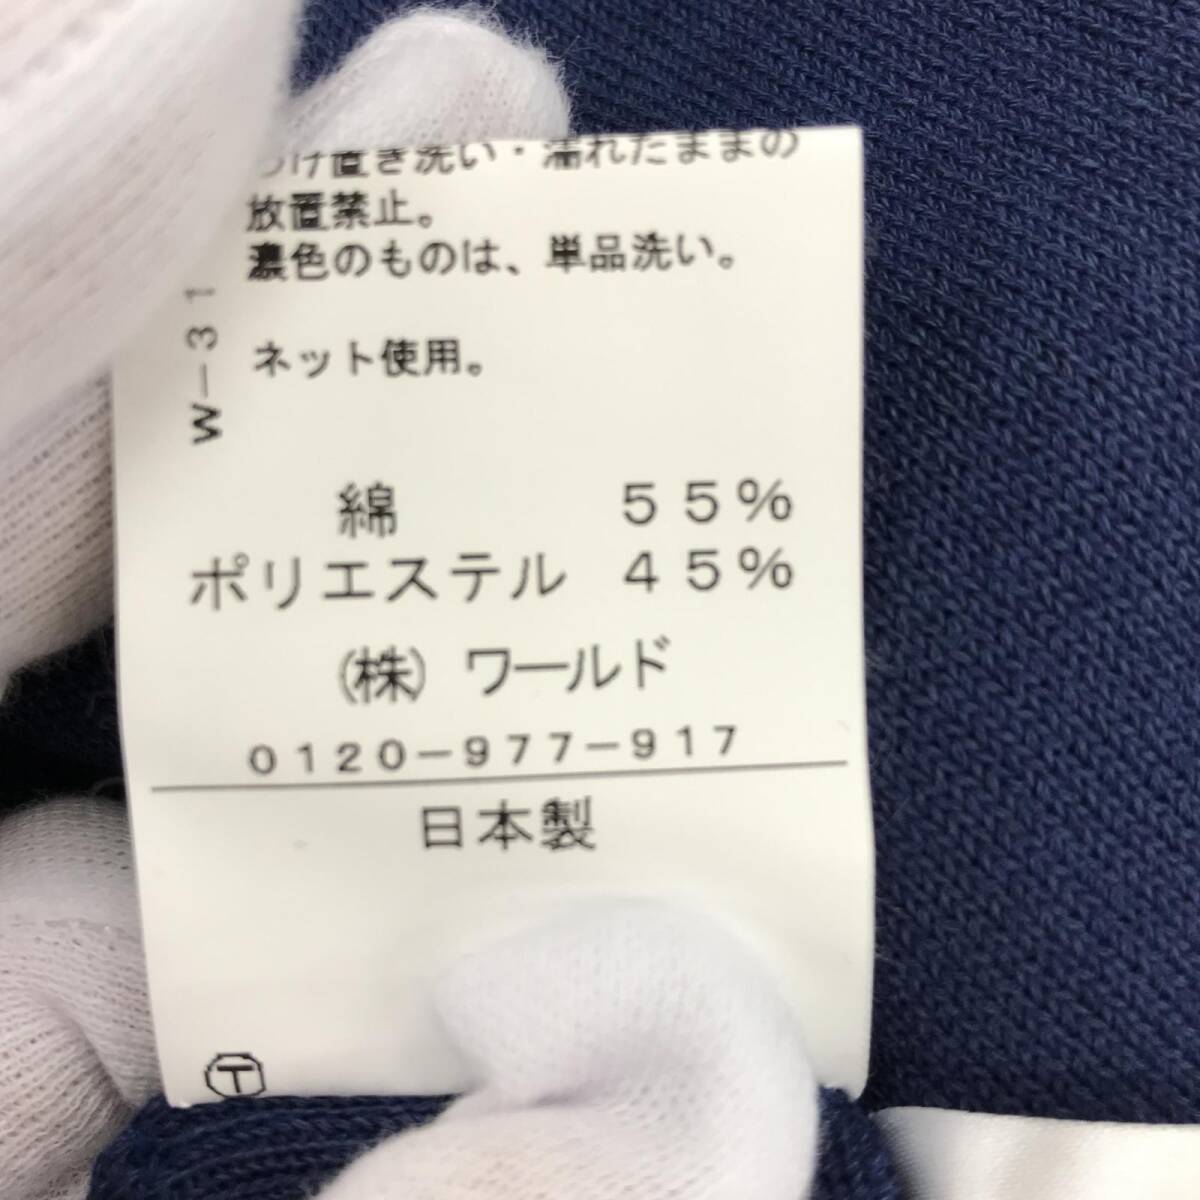 つけ置き洗い・濡れたままの
放置禁止。
濃色のものは、単品洗い。
ネット使用。
W-31
綿 55%
ポリエステル 45%
(株) ワールド
0120-977-917
日本製
T